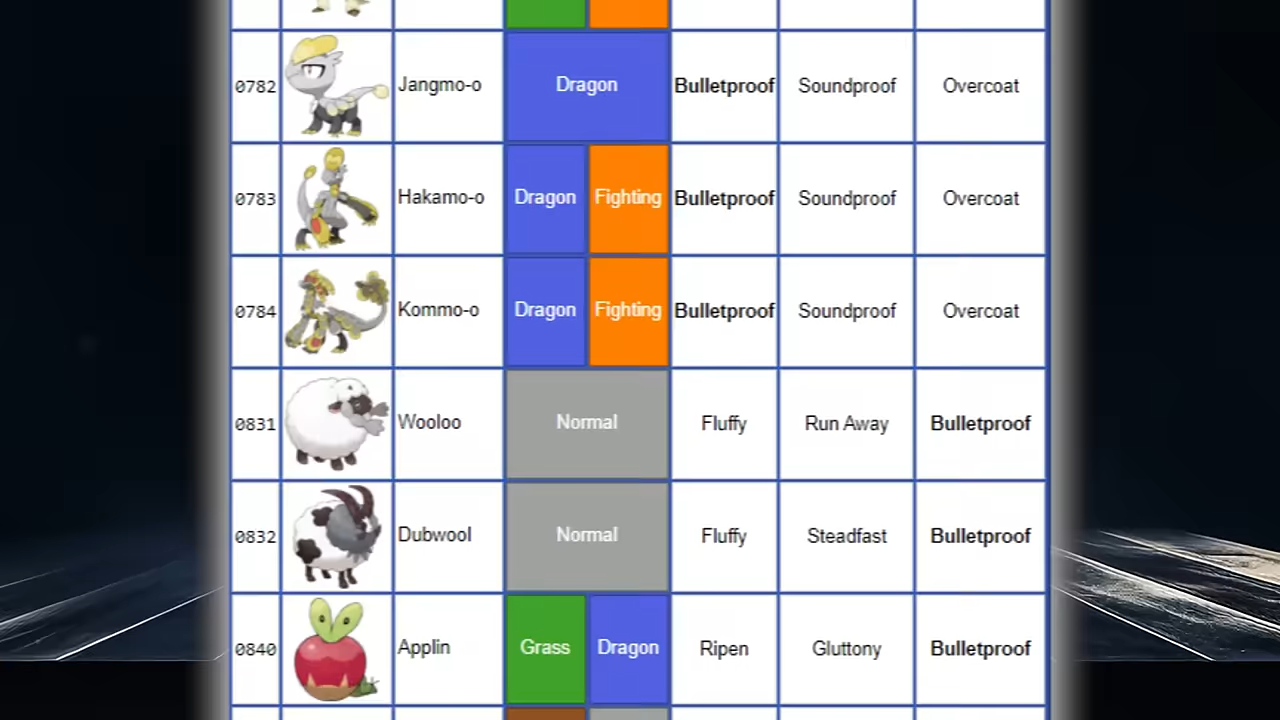 0782 Jangmo-o Dragon Bulletproof Soundproof Overcoat
0783 Hakamo-o Dragon Fighting Bulletproof Soundproof Overcoat
0784 Kommo-o Dragon Fighting Bulletproof Soundproof Overcoat
0831 Wooloo Normal Fluffy Run Away Bulletproof
0832 Dubwool Normal Fluffy Steadfast Bulletproof
0840 Applin Grass Dragon Ripen Gluttony Bulletproof